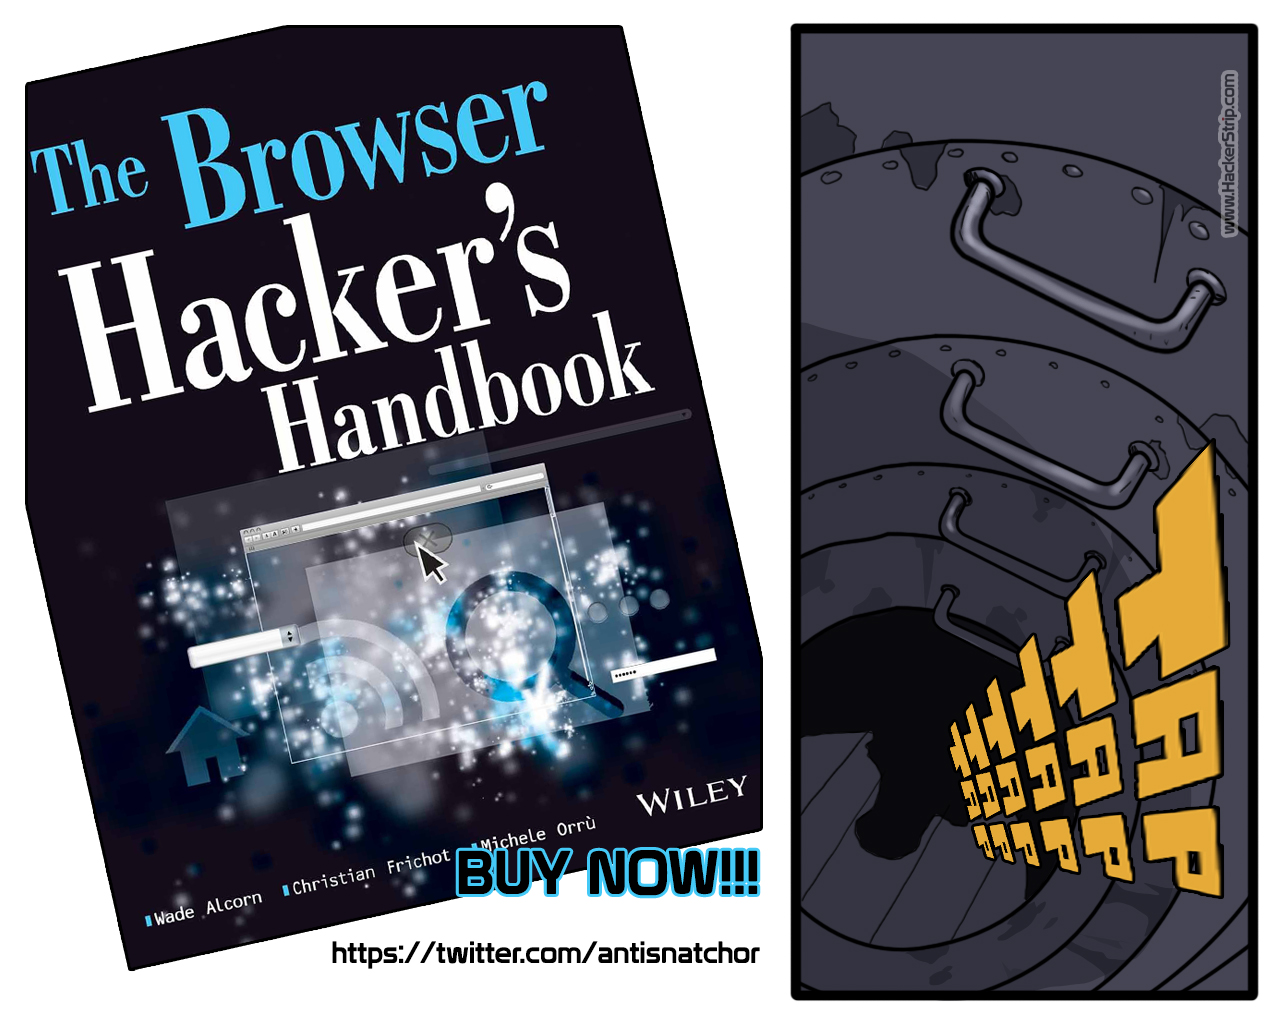 The Browser
Hacker's
Handbook
WILEY
Wade Alcorn Christian Frichot Michele Orrù
BUY NOW!!!
https://twitter.com/antisnatchor
www.HackerStrip.com
TAP
TAP
TAP
TAP
TAP
TAP